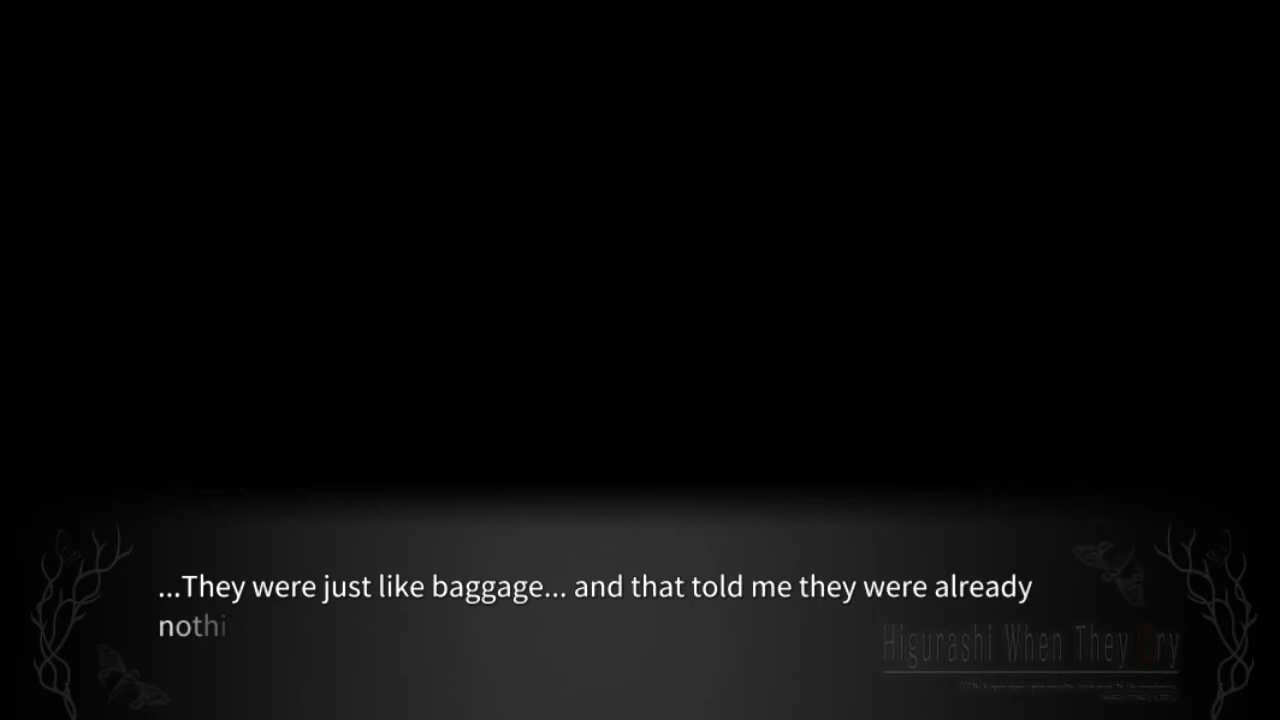 ...They were just like baggage... and that told me they were already
nothi
Higurashi When They Cry